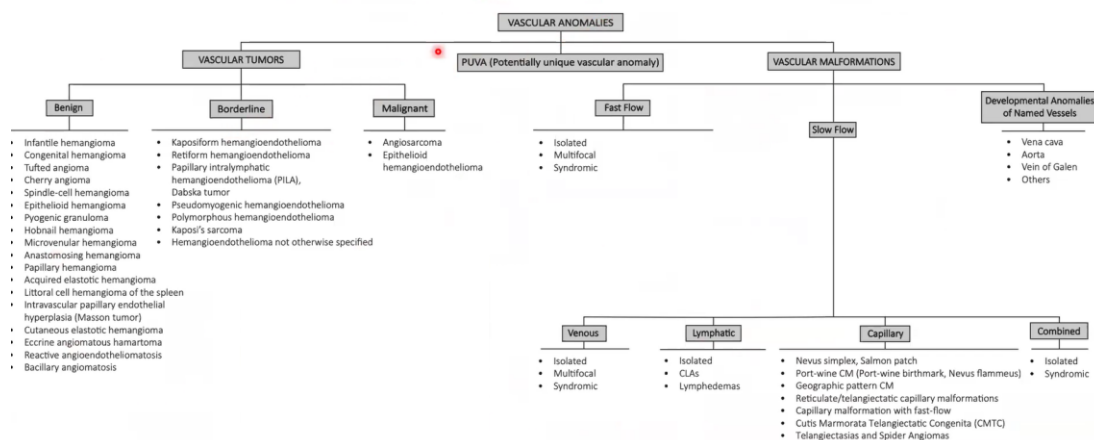 VASCULAR ANOMALIES
VASCULAR TUMORS
PUVA (Potentially unique vascular anomaly)
VASCULAR MALFORMATIONS
Benign
Borderline
Malignant
Fast Flow
Slow Flow
Developmental Anomalies
of Named Vessels
• Infantile hemangioma
• Congenital hemangioma
• Tufted angioma
• Cherry angioma
• Spindle-cell hemangioma
• Epithelioid hemangioma
• Pyogenic granuloma
• Hobnail hemangioma
• Microvenular hemangioma
• Anastomosing hemangioma
• Papillary hemangioma
• Acquired elastotic hemangioma
• Littoral cell hemangioma of the spleen
• Intravascular papillary endothelial
hyperplasia (Masson tumor)
• Cutaneous elastotic hemangioma
• Eccrine angiomatous hamartoma
• Reactive angioendotheliomatosis
• Bacillary angiomatosis
• Kaposiform hemangioendothelioma
• Retiform hemangioendothelioma
• Papillary intralymphatic
hemangioendothelioma (PILA),
Dabska tumor
• Pseudomyogenic hemangioendothelioma
• Polymorphous hemangioendothelioma
• Kaposi's sarcoma
• Hemangioendothelioma not otherwise specified
• Angiosarcoma
• Epithelioid
hemangioendothelioma
• Isolated
• Multifocal
• Syndromic
• Vena cava
• Aorta
• Vein of Galen
• Others
Venous
Lymphatic
Capillary
Combined
• Isolated
• Multifocal
• Syndromic
• Isolated
• CLAs
• Lymphedemas
• Nevus simplex, Salmon patch
• Port-wine CM (Port-wine birthmark, Nevus flammeus)
• Geographic pattern CM
• Reticulate/telangiectatic capillary malformations
• Capillary malformation with fast-flow
• Cutis Marmorata Telangiectatic Congenita (CMTC)
• Telangiectasias and Spider Angiomas
• Isolated
• Syndromic